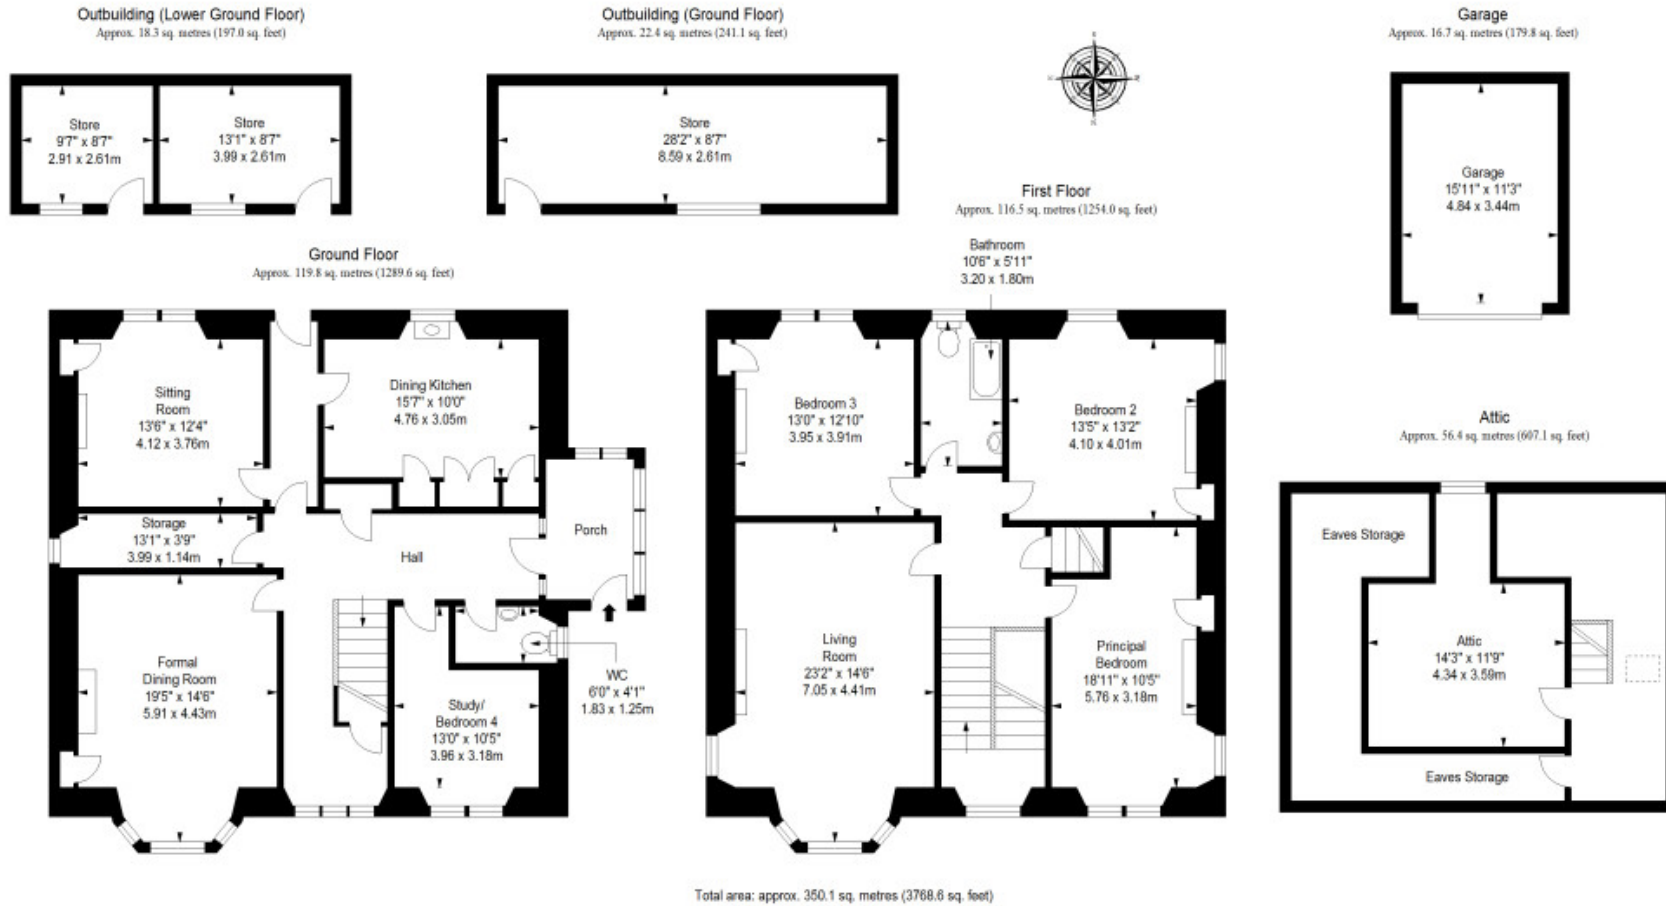 Outbuilding (Lower Ground Floor)
Approx. 18.3 sq. metres (197.0 sq. feet)
Store
9'7" x 8'7"
2.91 x 2.61m
Store
13'1" x 8'7"
3.99 x 2.61m
Outbuilding (Ground Floor)
Approx. 22.4 sq. metres (241.1 sq. feet)
Store
28'2" x 8'7"
8.59 x 2.61m
Garage
Approx. 16.7 sq. metres (179.8 sq. feet)
Garage
15'11" x 11'3"
4.84 x 3.44m
Ground Floor
Approx. 119.8 sq. metres (1289.6 sq. feet)
Sitting
Room
13'6" x 12'4"
4.12 x 3.76m
Dining Kitchen
15'7" x 10'0"
4.76 x 3.05m
Storage
13'1" x 3'9"
3.99 x 1.14m
Hall
Porch
Formal
Dining Room
19'5" x 14'6"
5.91 x 4.43m
Study/
Bedroom 4
13'0" x 10'5"
3.96 x 3.18m
WC
6'0" x 4'1"
1.83 x 1.25m
First Floor
Approx. 116.5 sq. metres (1254.0 sq. feet)
Bathroom
10'6" x 5'11"
3.20 x 1.80m
Bedroom 3
13'0" x 12'10"
3.95 x 3.91m
Bedroom 2
13'5" x 13'2"
4.10 x 4.01m
Living
Room
23'2" x 14'6"
7.05 x 4.41m
Principal
Bedroom
18'11" x 10'5"
5.76 x 3.18m
Attic
Approx. 56.4 sq. metres (607.1 sq. feet)
Eaves Storage
Attic
14'3" x 11'9"
4.34 x 3.59m
Eaves Storage
Total area: approx. 350.1 sq. metres (3768.6 sq. feet)